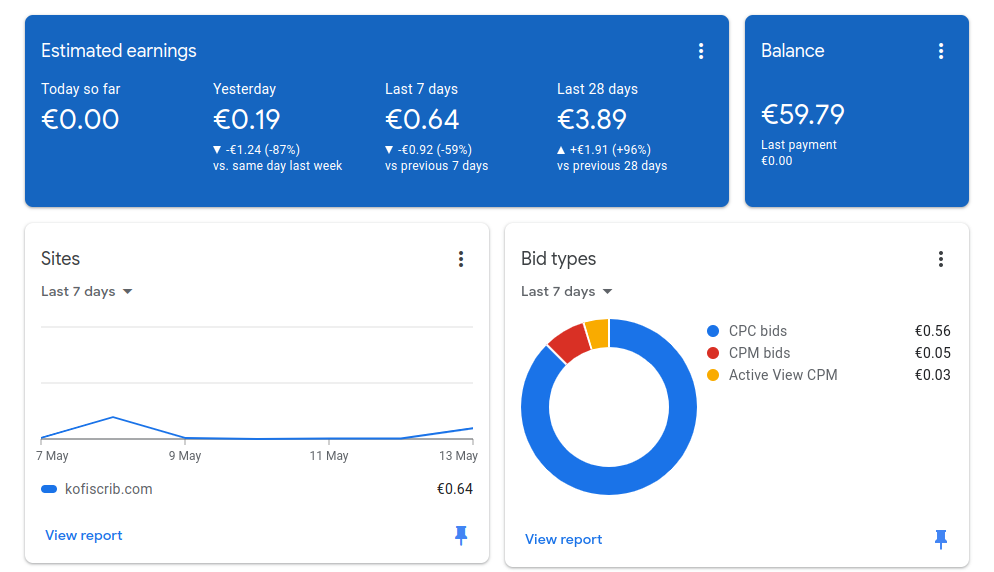 Estimated earnings
Today so far
€0.00
Yesterday
€0.19
▼ -€1.24 (-87%)
vs. same day last week
Last 7 days
€0.64
▼ -€0.92 (-59%)
vs previous 7 days
Last 28 days
€3.89
▲ +€1.91 (+96%)
vs previous 28 days
Balance
€59.79
Last payment
€0.00
Sites
Last 7 days
7 May
9 May
11 May
13 May
kofiscrib.com €0.64
View report
Bid types
Last 7 days
CPC bids €0.56
CPM bids €0.05
Active View CPM €0.03
View report